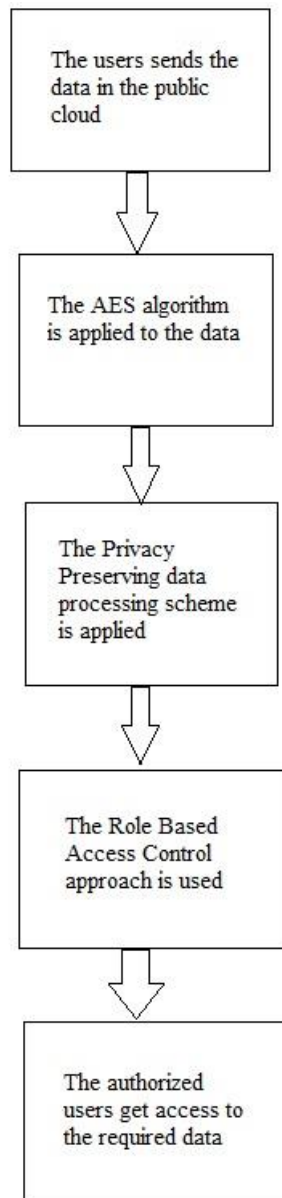 The users sends the
data in the public
cloud
The AES algorithm
is applied to the data
The Privacy
Preserving data
processing scheme
is applied
The Role Based
Access Control
approach is used
The authorized
users get access to
the required data